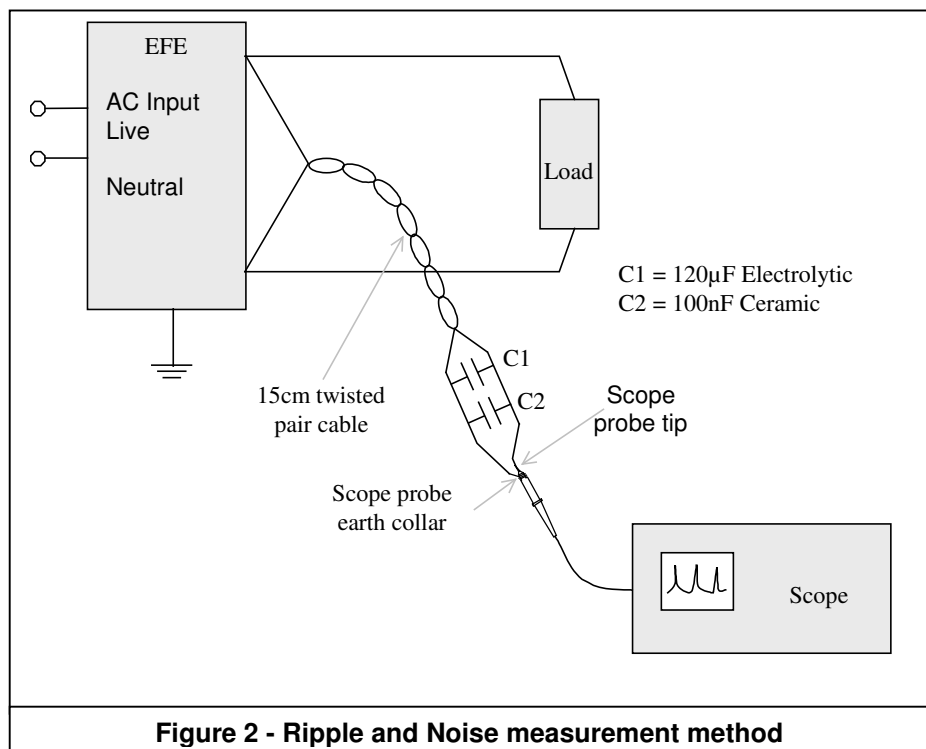 EFE
AC Input
Live
Neutral
Load
C1 = 120µF Electrolytic
C2 = 100nF Ceramic
C1
C2
15cm twisted
pair cable
Scope
probe tip
Scope probe
earth collar
Scope
Figure 2 - Ripple and Noise measurement method